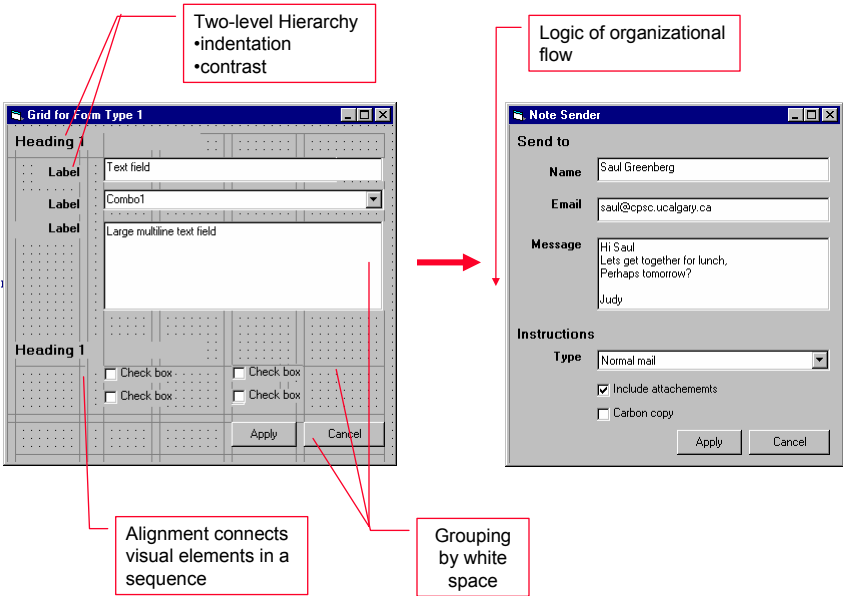 Two-level Hierarchy
•indentation
•contrast
Logic of organizational
flow
Grid for Form Type 1
Heading 1
Label
Text field
Label
Combo1
Label
Large multiline text field
Heading 1
Check box
Check box
Check box
Check box
Apply
Cancel
Note Sender
Send to
Name
Saul Greenberg
Email
saul@cpsc.ucalgary.ca
Message
Hi Saul
Lets get together for lunch,
Perhaps tomorrow?
Judy
Instructions
Type
Normal mail
Include attachememts
Carbon copy
Apply
Cancel
Alignment connects
visual elements in a
sequence
Grouping
by white
space